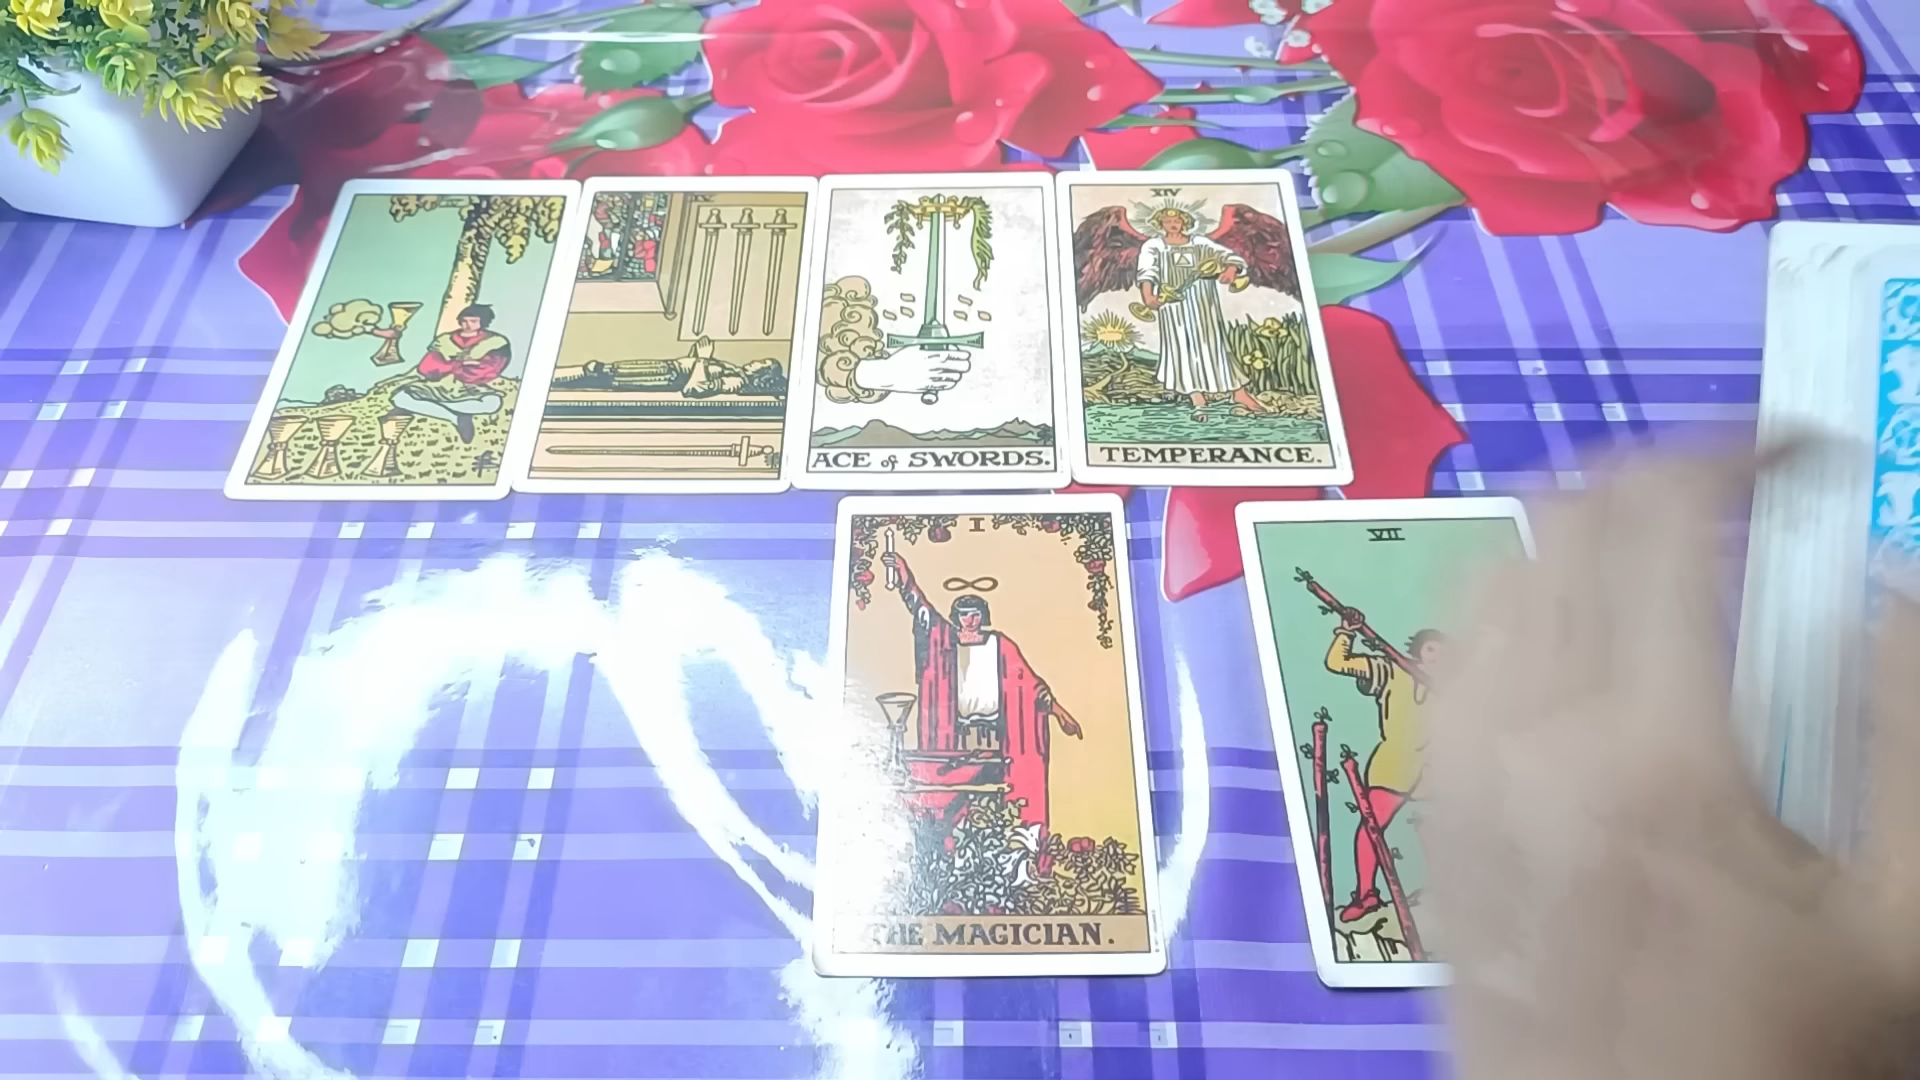 IV
ACE of SWORDS.
XIV
TEMPERANCE.
I
THE MAGICIAN.
VII